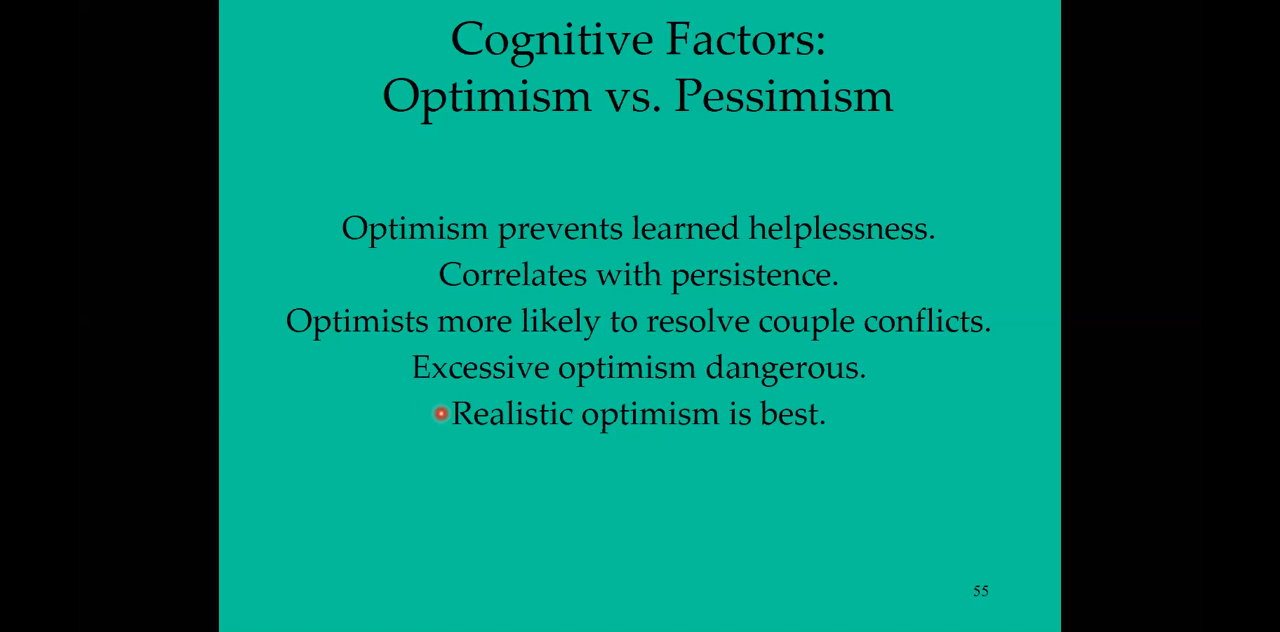 Cognitive Factors:
Optimism vs. Pessimism
Optimism prevents learned helplessness.
Correlates with persistence.
Optimists more likely to resolve couple conflicts.
Excessive optimism dangerous.
Realistic optimism is best.
55